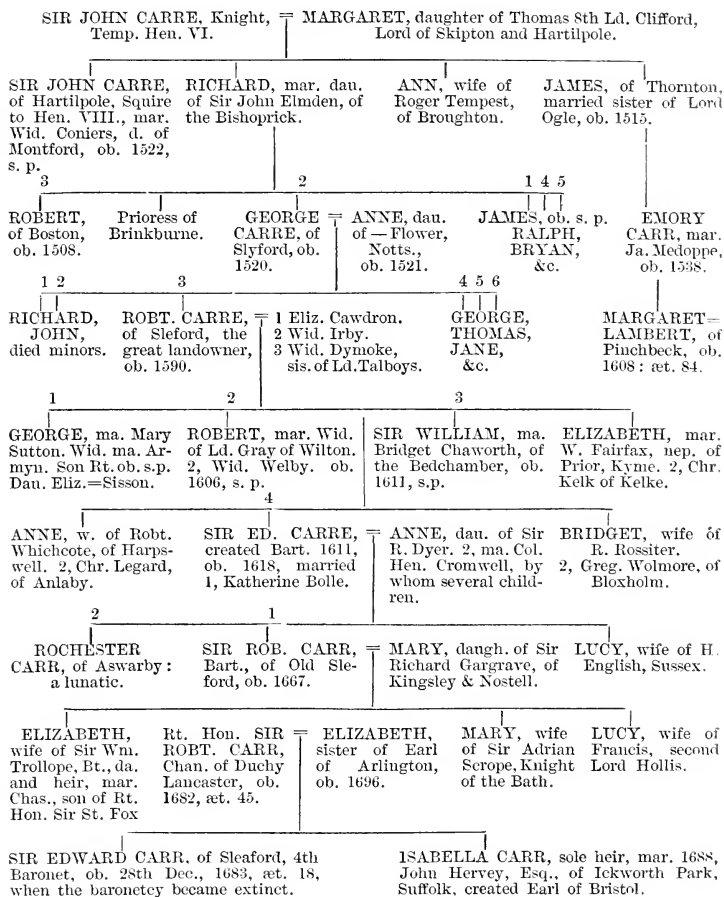 SIR JOHN CARRE, Knight,
Temp. Hen. VI.
=
MARGARET, daughter of Thomas 8th Ld. Clifford,
Lord of Skipton and Hartilpole.
SIR JOHN CARRE,
of Hartilpole, Squire
to Hen. VIII., mar.
Wid. Coniers, d. of
Montford, ob. 1522,
s. p.
RICHARD, mar. dau.
of Sir John Elmden, of
the Bishoprick.
ANN, wife of
Roger Tempest,
of Broughton.
JAMES, of Thornton,
married sister of Lord
Ogle, ob. 1515.
3
ROBERT,
of Boston,
ob. 1508.
Prioress of
Brinkburne.
2
GEORGE
CARRE, of
Slyford, ob.
1520.
=
ANNE, dau.
of — Flower,
Notts.,
ob. 1521.
1 4 5
JAMES, ob. s. p.
RALPH,
BRYAN,
&c.
EMORY
CARR, mar.
Ja. Medoppe,
ob. 1538.
1 2
RICHARD,
JOHN,
died minors.
3
ROBT. CARRE,
of Sleford, the
great landowner,
ob. 1590.
=
1 Eliz. Cawdron.
2 Wid. Irby.
3 Wid. Dymoke,
sis. of Ld. Talboys.
4 5 6
GEORGE,
THOMAS,
JANE,
&c.
MARGARET=
LAMBERT, of
Pinchbeck, ob.
1608: æt. 84.
1
GEORGE, ma. Mary
Sutton. Wid. ma. Ar-
myn. Son Rt. ob. s.p.
Dau. Eliz.=Sisson.
2
ROBERT, mar. Wid.
of Ld. Gray of Wilton.
2, Wid. Welby. ob.
1606, s. p.
3
SIR WILLIAM, ma.
Bridget Chaworth, of
the Bedchamber, ob.
1611, s.p.
ELIZABETH, mar.
W. Fairfax, nep. of
Prior, Kyme. 2, Chr.
Kelk of Kelke.
4
ANNE, w. of Robt.
Whichcote, of Harps-
well. 2, Chr. Legard,
of Anlaby.
SIR ED. CARRE,
created Bart. 1611,
ob. 1618, married
1, Katherine Bolle.
=
ANNE, dau. of Sir
R. Dyer. 2, ma. Col.
Hen. Cromwell, by
whom several child-
ren.
BRIDGET, wife of
R. Rossiter.
2, Greg. Wolmore, of
Bloxholm.
2
ROCHESTER
CARR, of Aswarby:
a lunatic.
1
SIR ROB. CARR,
Bart., of Old Sle-
ford, ob. 1667.
=
MARY, daugh. of Sir
Richard Gargrave, of
Kingsley & Nostell.
LUCY, wife of H.
English, Sussex.
ELIZABETH,
wife of Sir Wm.
Trollope, Bt., da.
and heir, mar.
Chas., son of Rt.
Hon. Sir St. Fox
Rt. Hon. SIR
ROBT. CARR,
Chan. of Duchy
Lancaster, ob.
1682, æt. 45.
=
ELIZABETH,
sister of Earl
of Arlington,
ob. 1696.
MARY, wife
of Sir Adrian
Scrope, Knight
of the Bath.
LUCY, wife of
Francis, second
Lord Hollis.
SIR EDWARD CARR, of Sleaford, 4th
Baronet, ob. 28th Dec., 1683, æt. 18,
when the baronetcy became extinct.
ISABELLA CARR, sole heir, mar. 1688,
John Hervey, Esq., of Ickworth Park,
Suffolk, created Earl of Bristol.